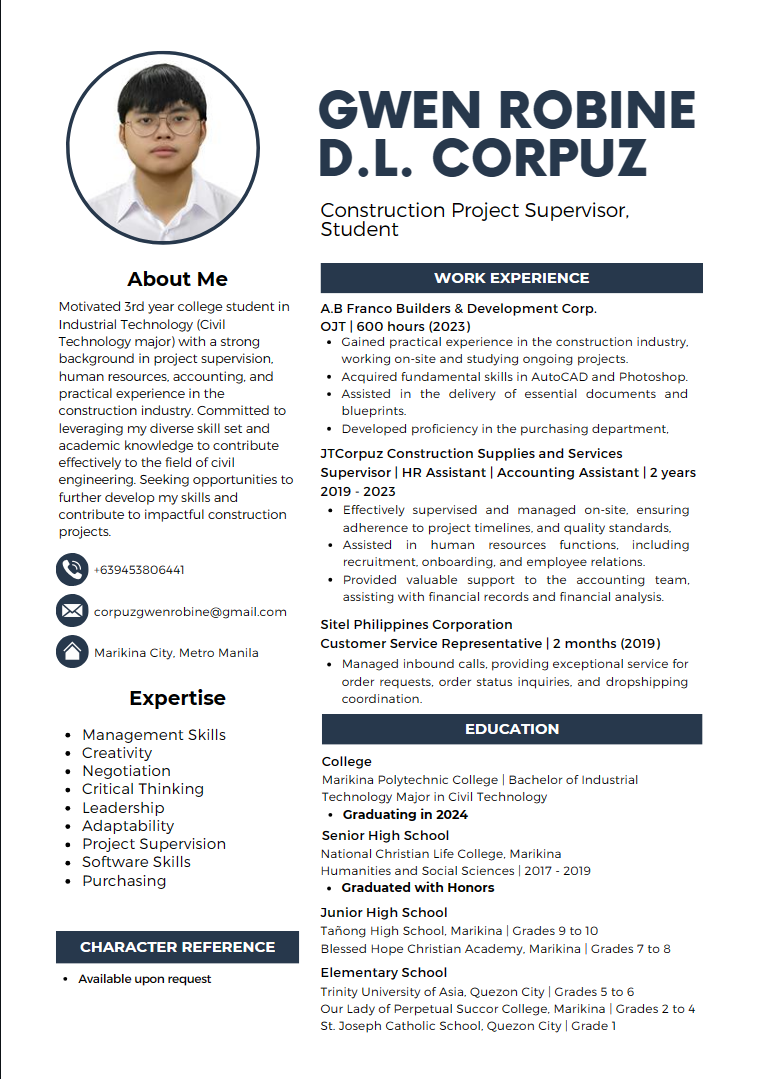 GWEN ROBINE
D.L. CORPUZ
Construction Project Supervisor,
Student
About Me
Motivated 3rd year college student in
Industrial Technology (Civil
Technology major) with a strong
background in project supervision,
human resources, accounting, and
practical experience in the
construction industry. Committed to
leveraging my diverse skill set and
academic knowledge to contribute
effectively to the field of civil
engineering. Seeking opportunities to
further develop my skills and
contribute to impactful construction
projects.
+639453806441
corpuzgwenrobine@gmail.com
Marikina City, Metro Manila
Expertise
• Management Skills
• Creativity
• Negotiation
• Critical Thinking
• Leadership
• Adaptability
• Project Supervision
• Software Skills
• Purchasing
CHARACTER REFERENCE
• Available upon request
WORK EXPERIENCE
A.B Franco Builders & Development Corp.
OJT | 600 hours (2023)
• Gained practical experience in the construction industry,
working on-site and studying ongoing projects.
• Acquired fundamental skills in AutoCAD and Photoshop.
• Assisted in the delivery of essential documents and
blueprints.
• Developed proficiency in the purchasing department,
JTCorpuz Construction Supplies and Services
Supervisor | HR Assistant | Accounting Assistant | 2 years
2019 - 2023
• Effectively supervised and managed on-site, ensuring
adherence to project timelines, and quality standards,
• Assisted in human resources functions, including
recruitment, onboarding, and employee relations.
• Provided valuable support to the accounting team,
assisting with financial records and financial analysis.
Sitel Philippines Corporation
Customer Service Representative | 2 months (2019)
• Managed inbound calls, providing exceptional service for
order requests, order status inquiries, and dropshipping
coordination.
EDUCATION
College
Marikina Polytechnic College | Bachelor of Industrial
Technology Major in Civil Technology
• Graduating in 2024
Senior High School
National Christian Life College, Marikina
Humanities and Social Sciences | 2017 - 2019
• Graduated with Honors
Junior High School
Tañong High School, Marikina | Grades 9 to 10
Blessed Hope Christian Academy, Marikina | Grades 7 to 8
Elementary School
Trinity University of Asia, Quezon City | Grades 5 to 6
Our Lady of Perpetual Succor College, Marikina | Grades 2 to 4
St. Joseph Catholic School, Quezon City | Grade 1